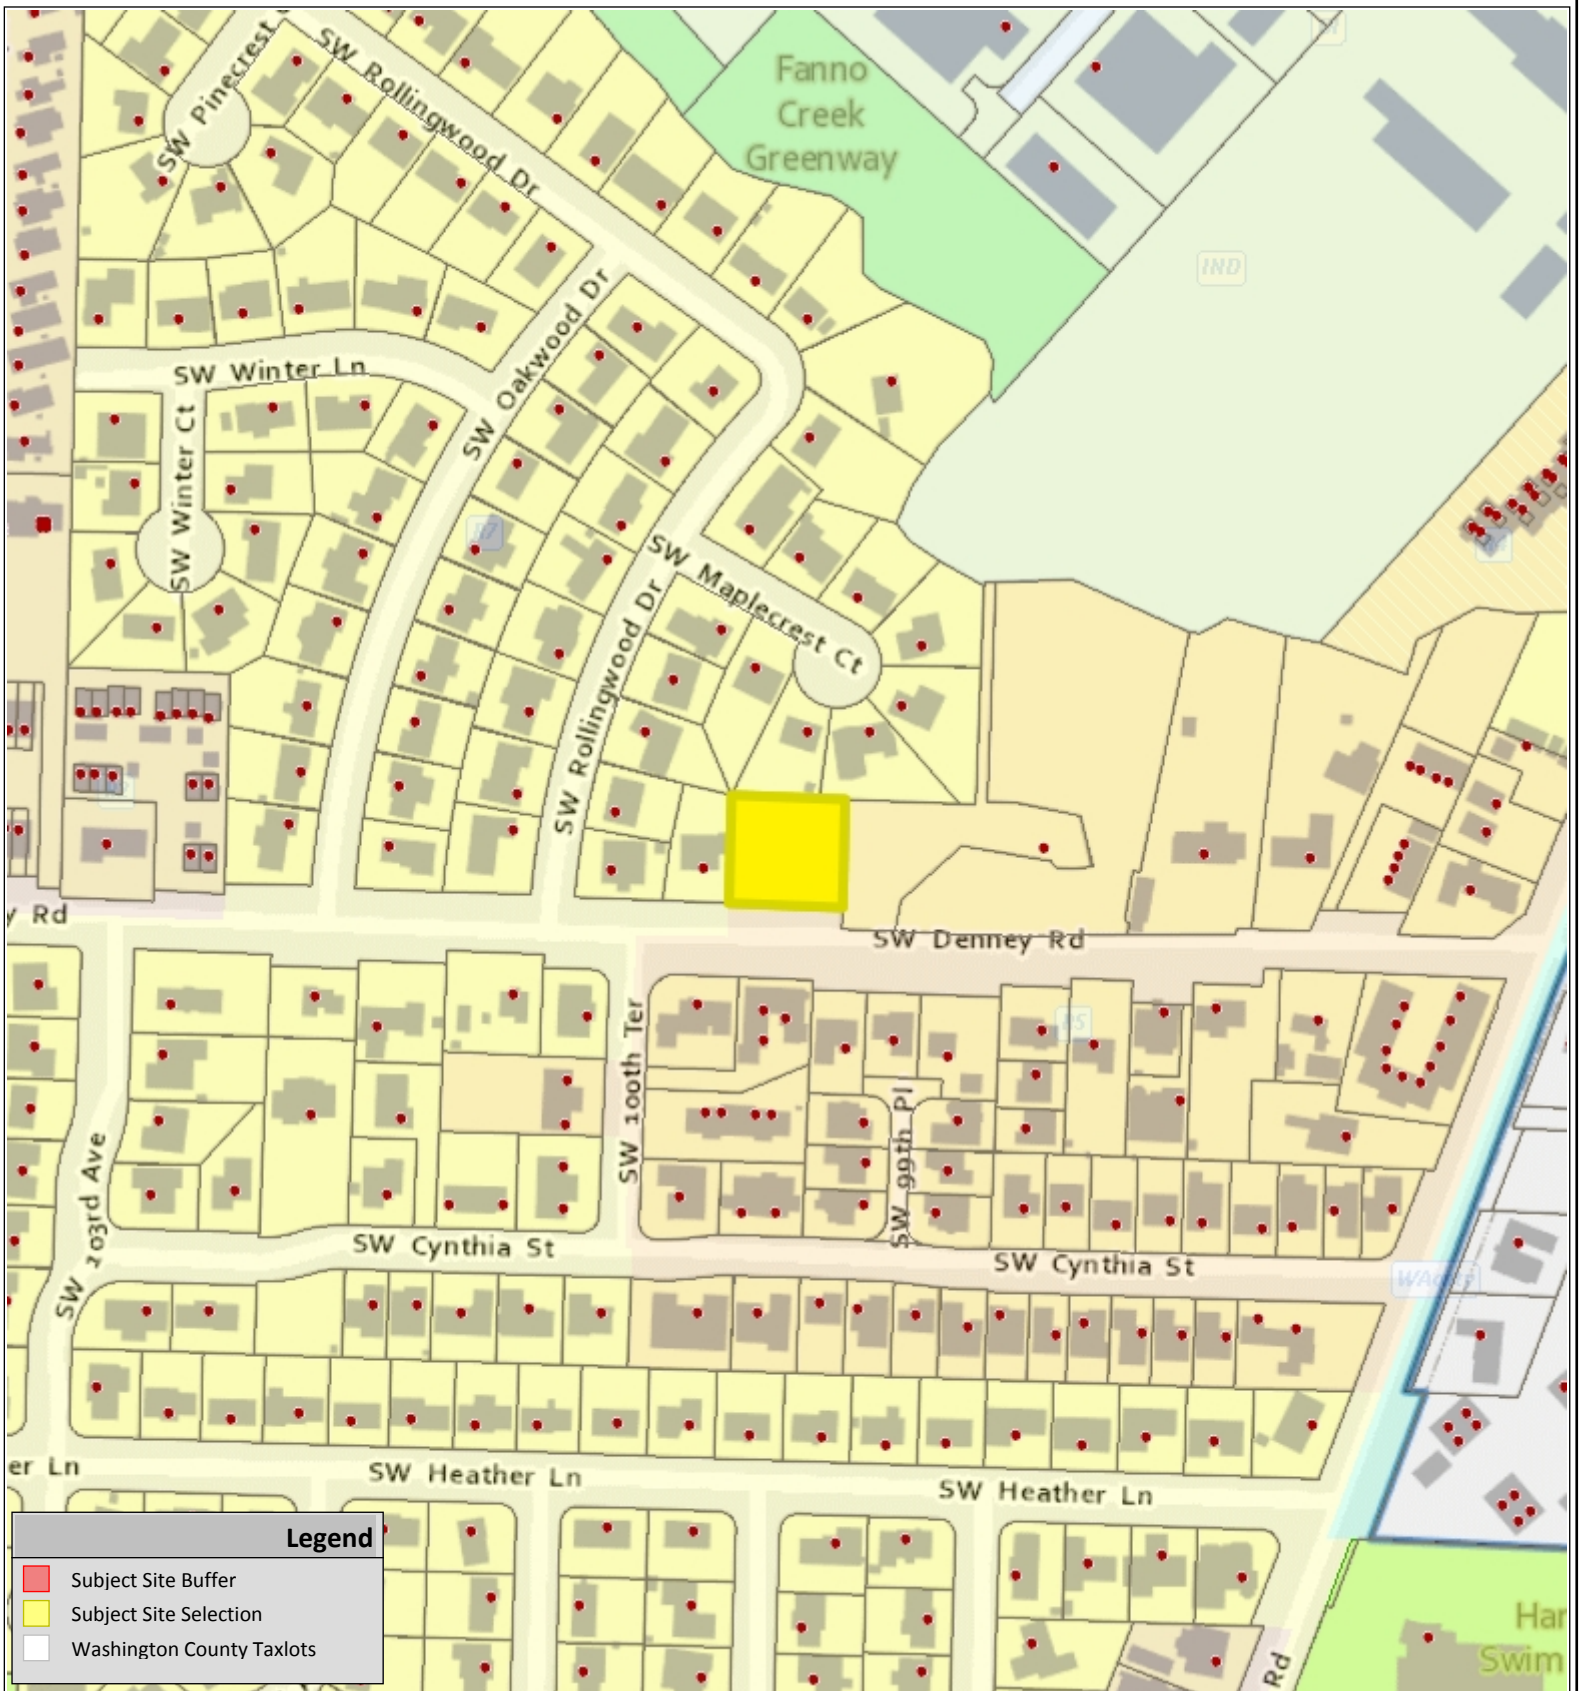 SW Pinecrest
SW Rollingwood Dr
Fanno
Creek
Greenway
IND
SW Oakwood Dr
SW Winter Ln
SW Winter Ct
R7
SW Maplecrest Ct
SW Rollingwood Dr
y Rd
SW Denney Rd
R5
SW 100th Ter
SW 99th Pl
SW 203rd Ave
SW Cynthia St
SW Cynthia St
er Ln
SW Heather Ln
SW Heather Ln
Legend
Subject Site Buffer
Subject Site Selection
Washington County Taxlots
Har
Swim
Rd